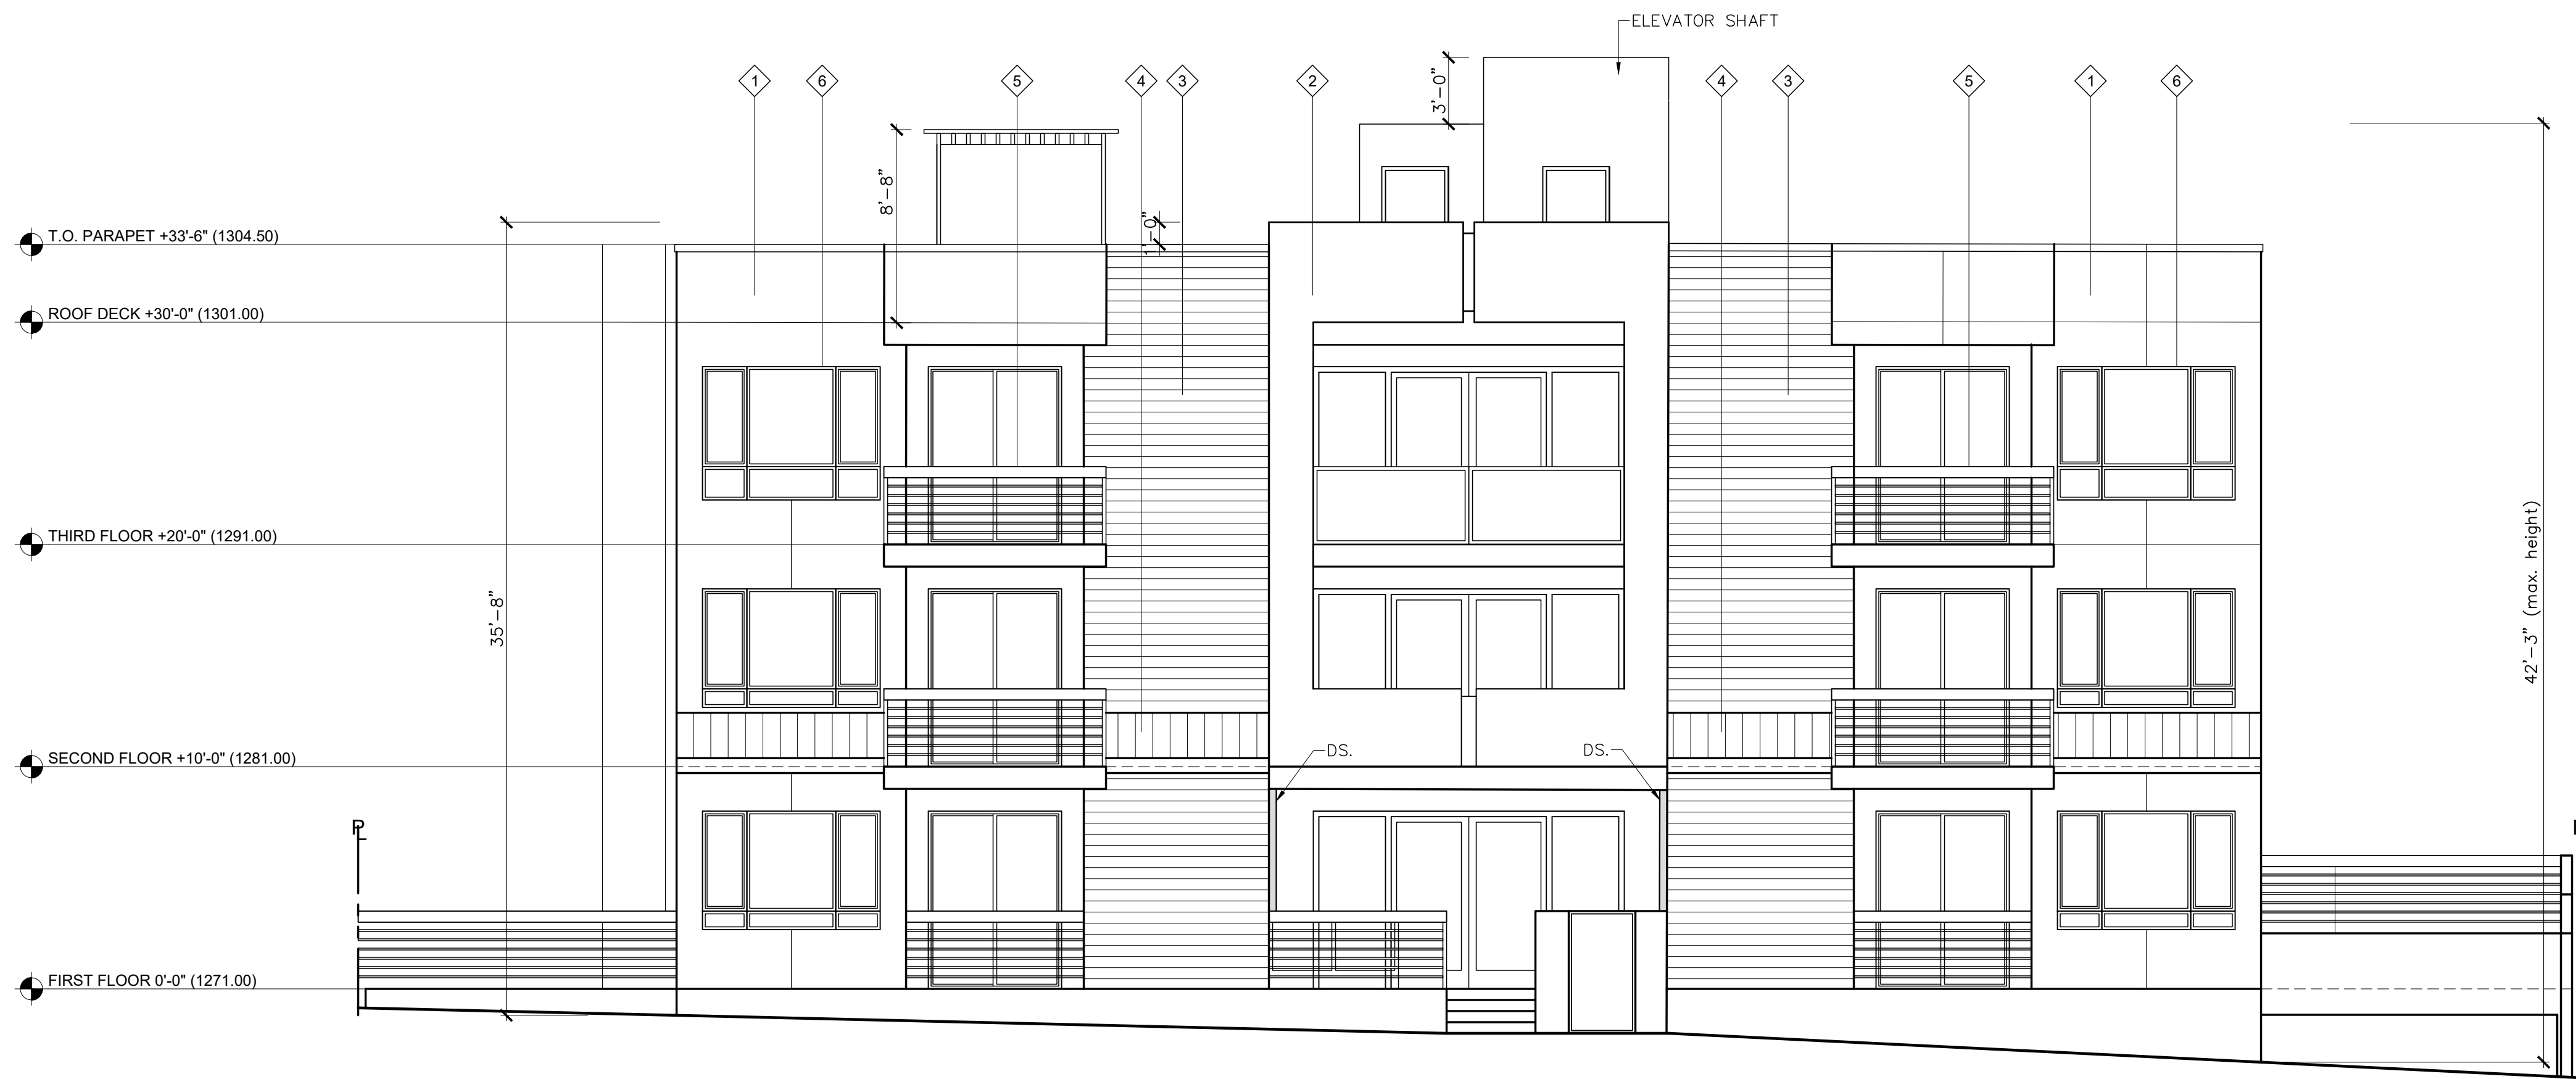 ELEVATOR SHAFT
1 6 5 4 3 2 4 3 5 1 6
3'-0"
8'-8"
1'-0"
T.O. PARAPET +33'-6" (1304.50)
ROOF DECK +30'-0" (1301.00)
THIRD FLOOR +20'-0" (1291.00)
35'-8"
42'-3" (max. height)
SECOND FLOOR +10'-0" (1281.00)
DS. DS.
PL
FIRST FLOOR 0'-0" (1271.00)